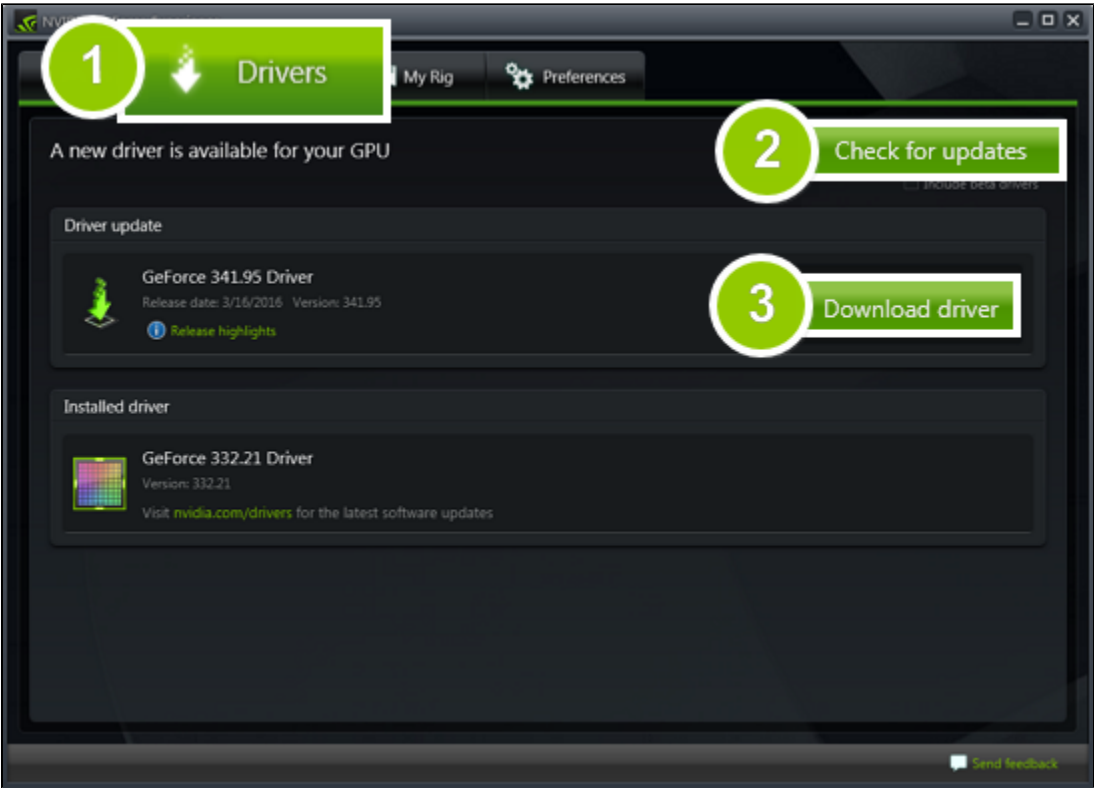 NVI
1
Drivers
My Rig
Preferences
A new driver is available for your GPU
2
Check for updates
Include beta drivers
Driver update
GeForce 341.95 Driver
Release date: 3/16/2016 Version: 341.95
Release highlights
3
Download driver
Installed driver
GeForce 332.21 Driver
Version: 332.21
Visit nvidia.com/drivers for the latest software updates
Send feedback